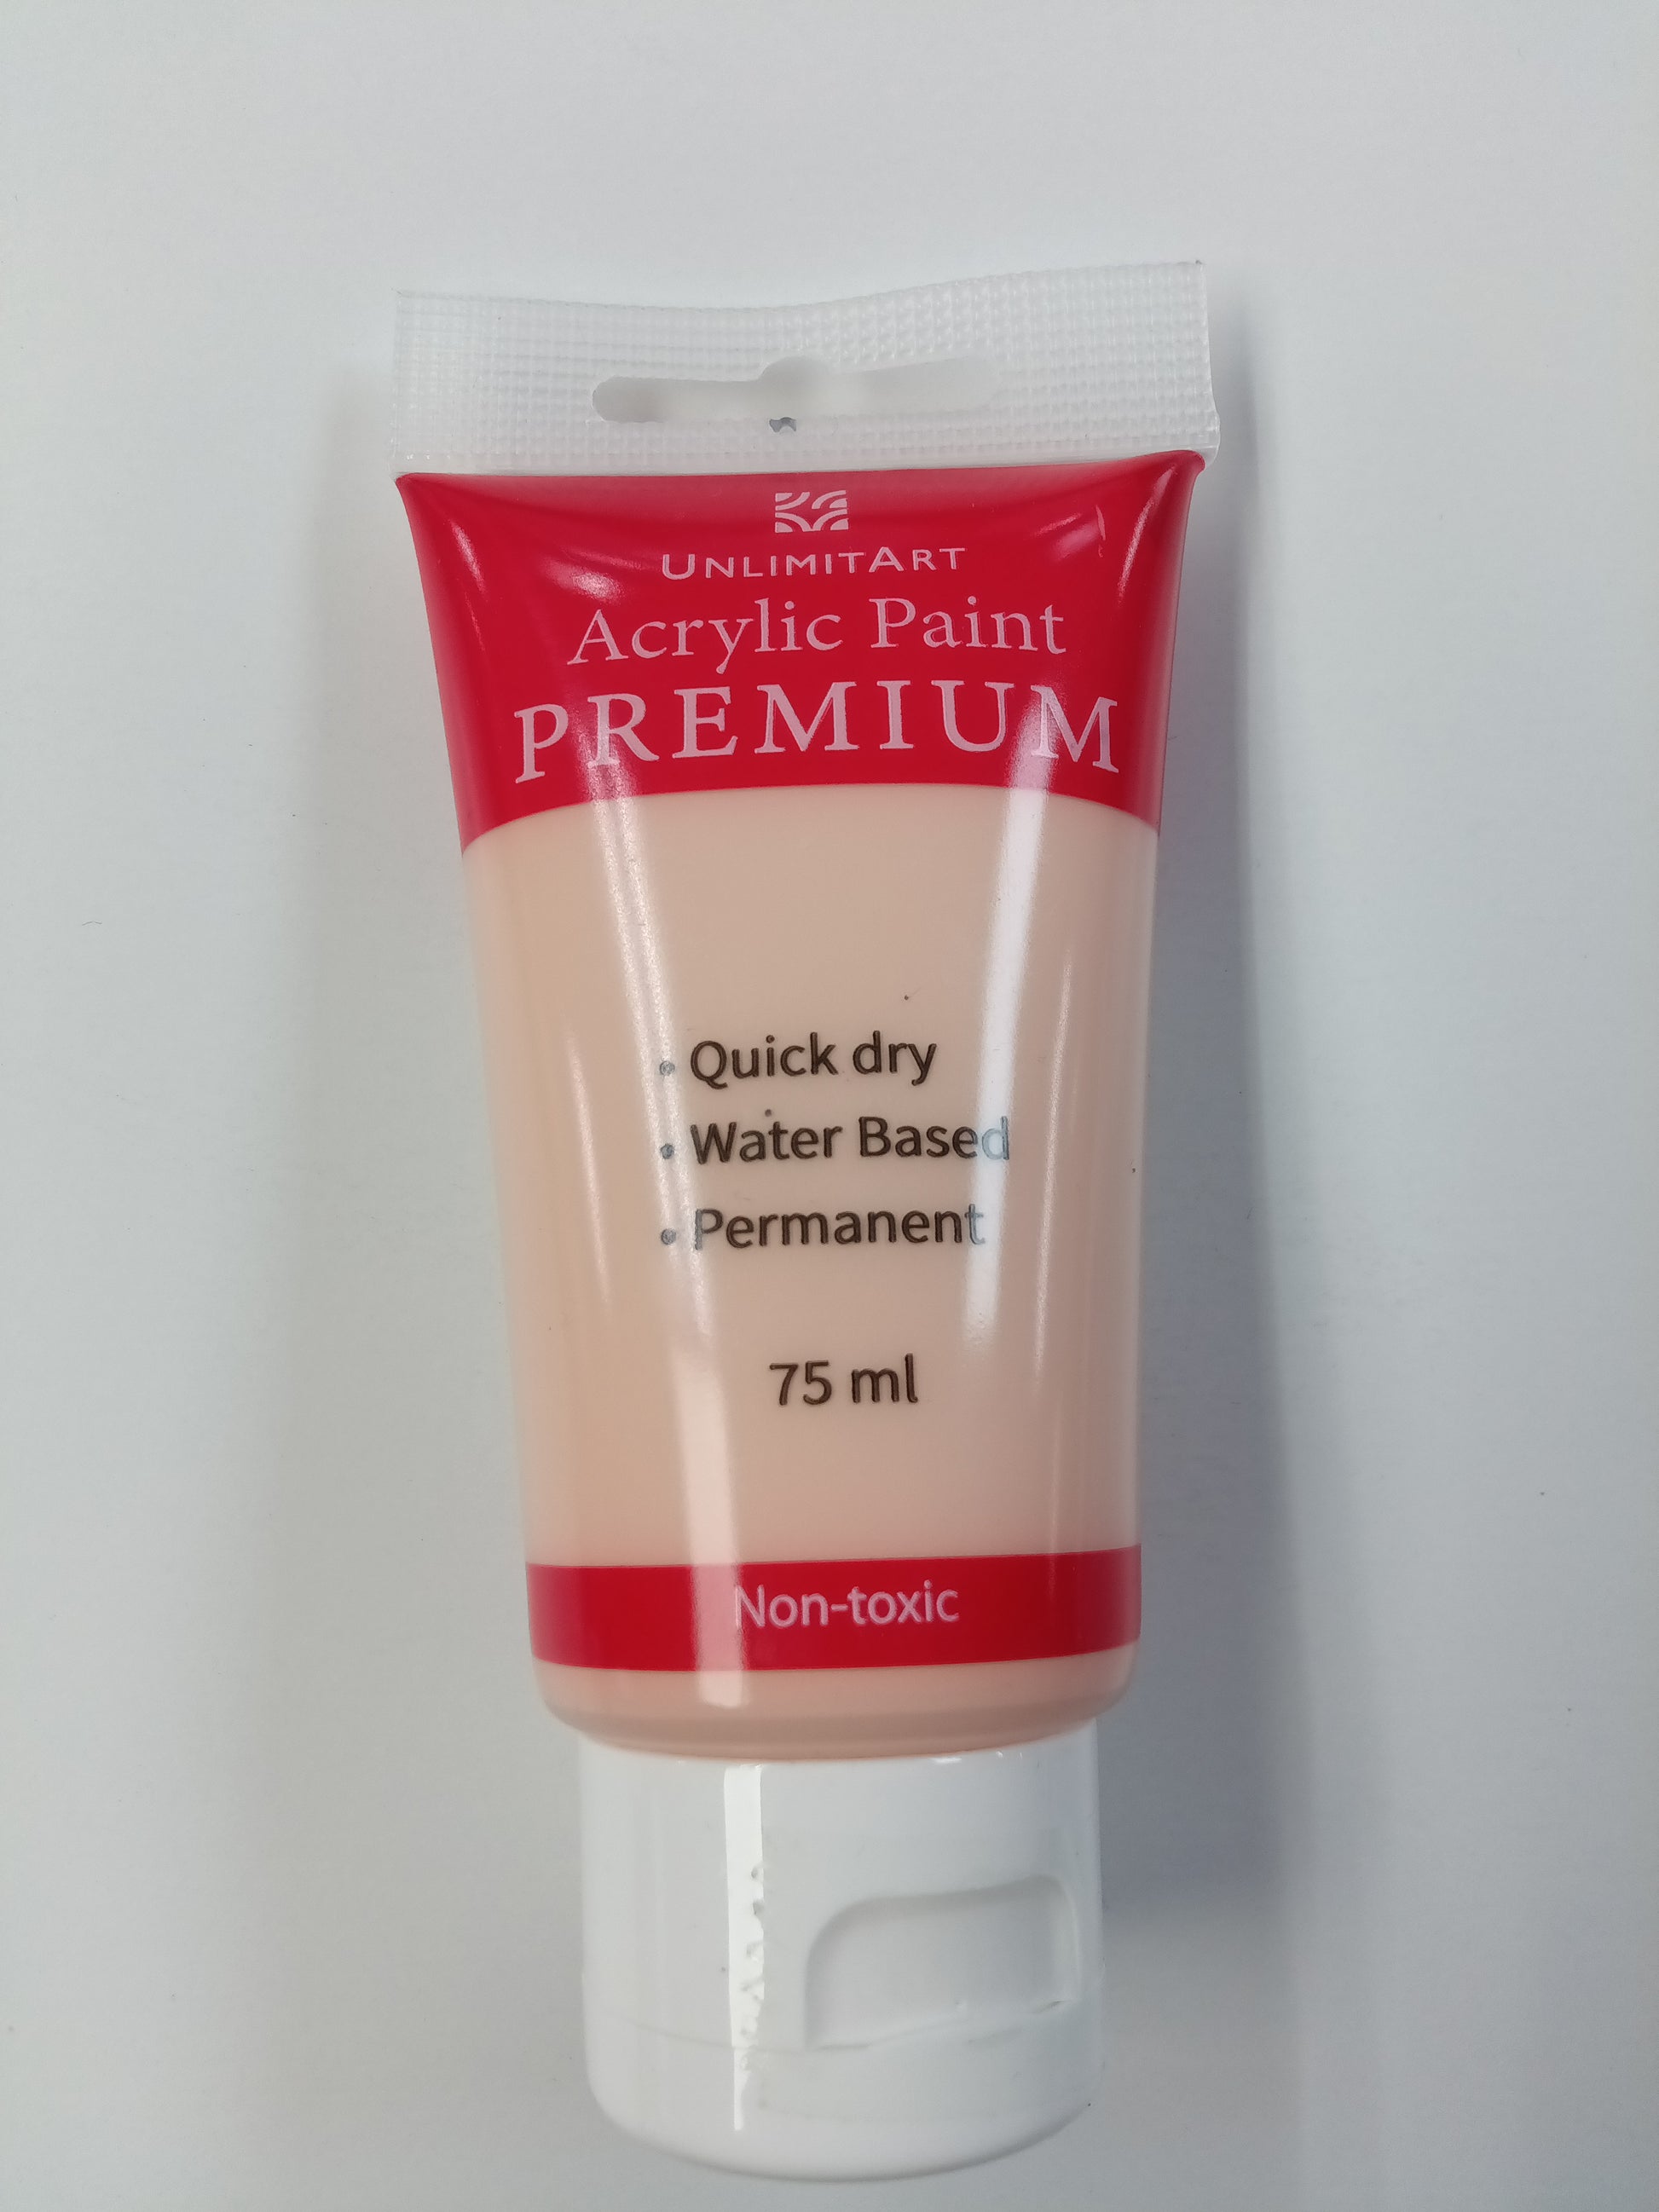 UNLIMITART
Acrylic Paint
PREMIUM
• Quick dry
• Water Based
• Permanent
75 ml
Non-toxic